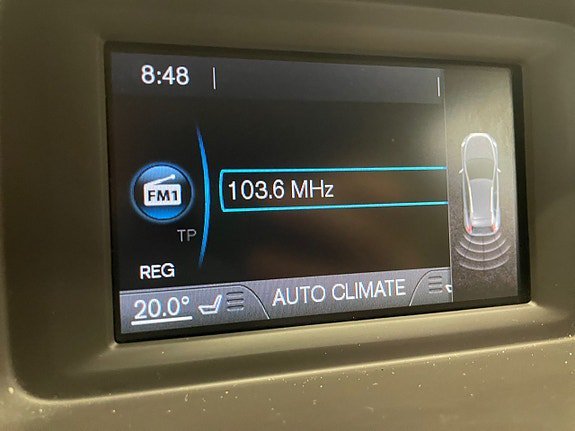 8:48
FM1
103.6 MHz
TP
REG
20.0°
AUTO CLIMATE